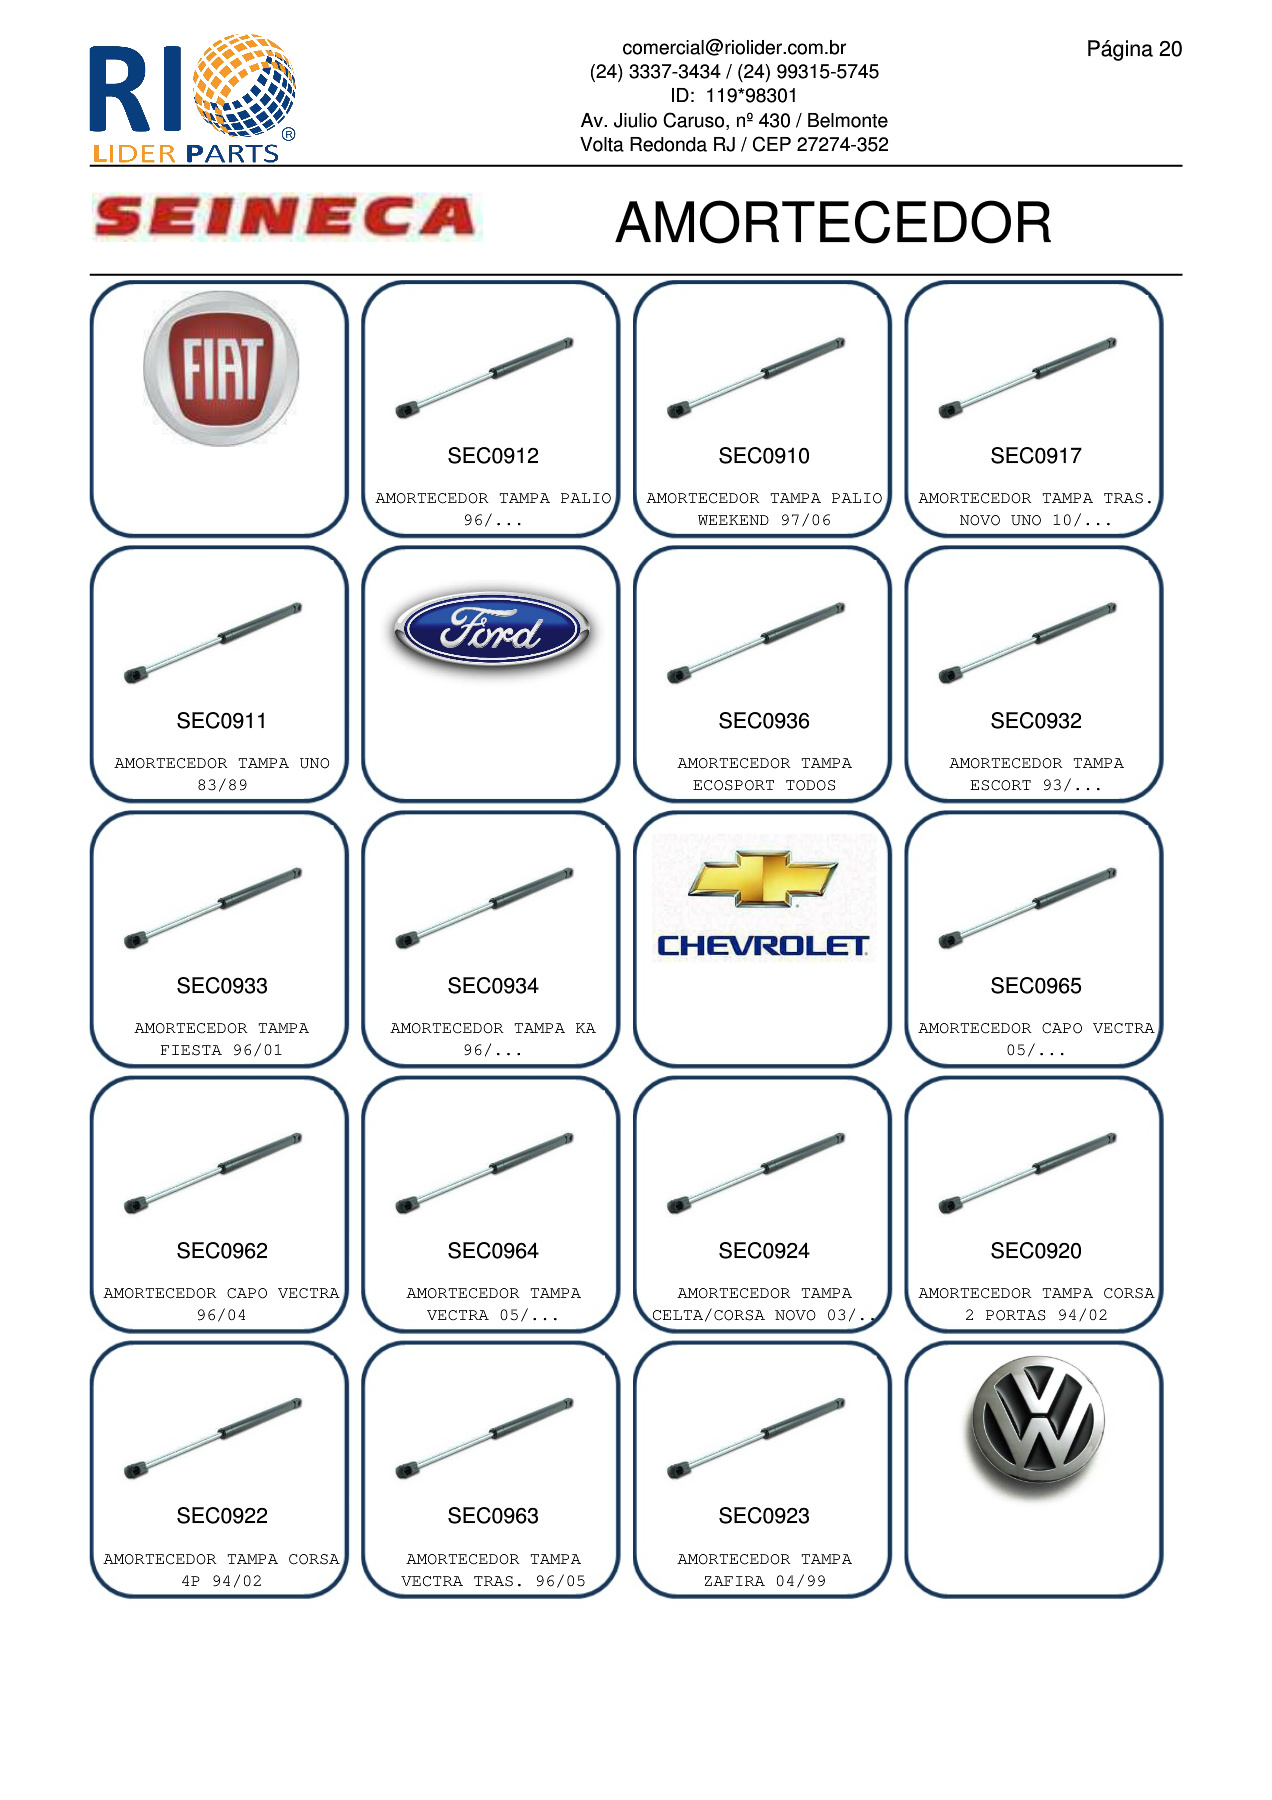 RIO
LIDER PARTS
®
comercial@riolider.com.br
(24) 3337-3434 / (24) 99315-5745
ID: 119*98301
Av. Jiulio Caruso, nº 430 / Belmonte
Volta Redonda RJ / CEP 27274-352
Página 20
SEINECA
AMORTECEDOR
FIAT
SEC0912
AMORTECEDOR TAMPA PALIO
96/...
SEC0910
AMORTECEDOR TAMPA PALIO
WEEKEND 97/06
SEC0917
AMORTECEDOR TAMPA TRAS.
NOVO UNO 10/...
SEC0911
AMORTECEDOR TAMPA UNO
83/89
Ford
SEC0936
AMORTECEDOR TAMPA
ECOSPORT TODOS
SEC0932
AMORTECEDOR TAMPA
ESCORT 93/...
SEC0933
AMORTECEDOR TAMPA
FIESTA 96/01
SEC0934
AMORTECEDOR TAMPA KA
96/...
CHEVROLET
SEC0965
AMORTECEDOR CAPO VECTRA
05/...
SEC0962
AMORTECEDOR CAPO VECTRA
96/04
SEC0964
AMORTECEDOR TAMPA
VECTRA 05/...
SEC0924
AMORTECEDOR TAMPA
CELTA/CORSA NOVO 03/..
SEC0920
AMORTECEDOR TAMPA CORSA
2 PORTAS 94/02
SEC0922
AMORTECEDOR TAMPA CORSA
4P 94/02
SEC0963
AMORTECEDOR TAMPA
VECTRA TRAS. 96/05
SEC0923
AMORTECEDOR TAMPA
ZAFIRA 04/99
VW